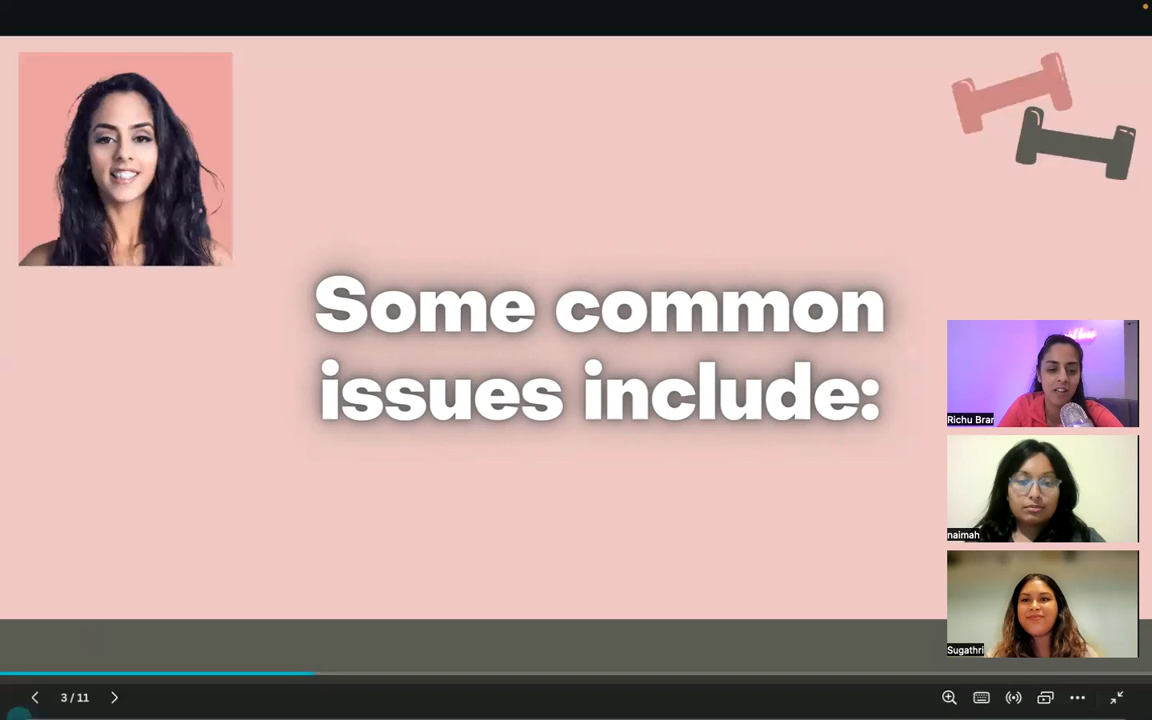 Some common
issues include:
Richu Brar
naimah
Sugathri
3 / 11